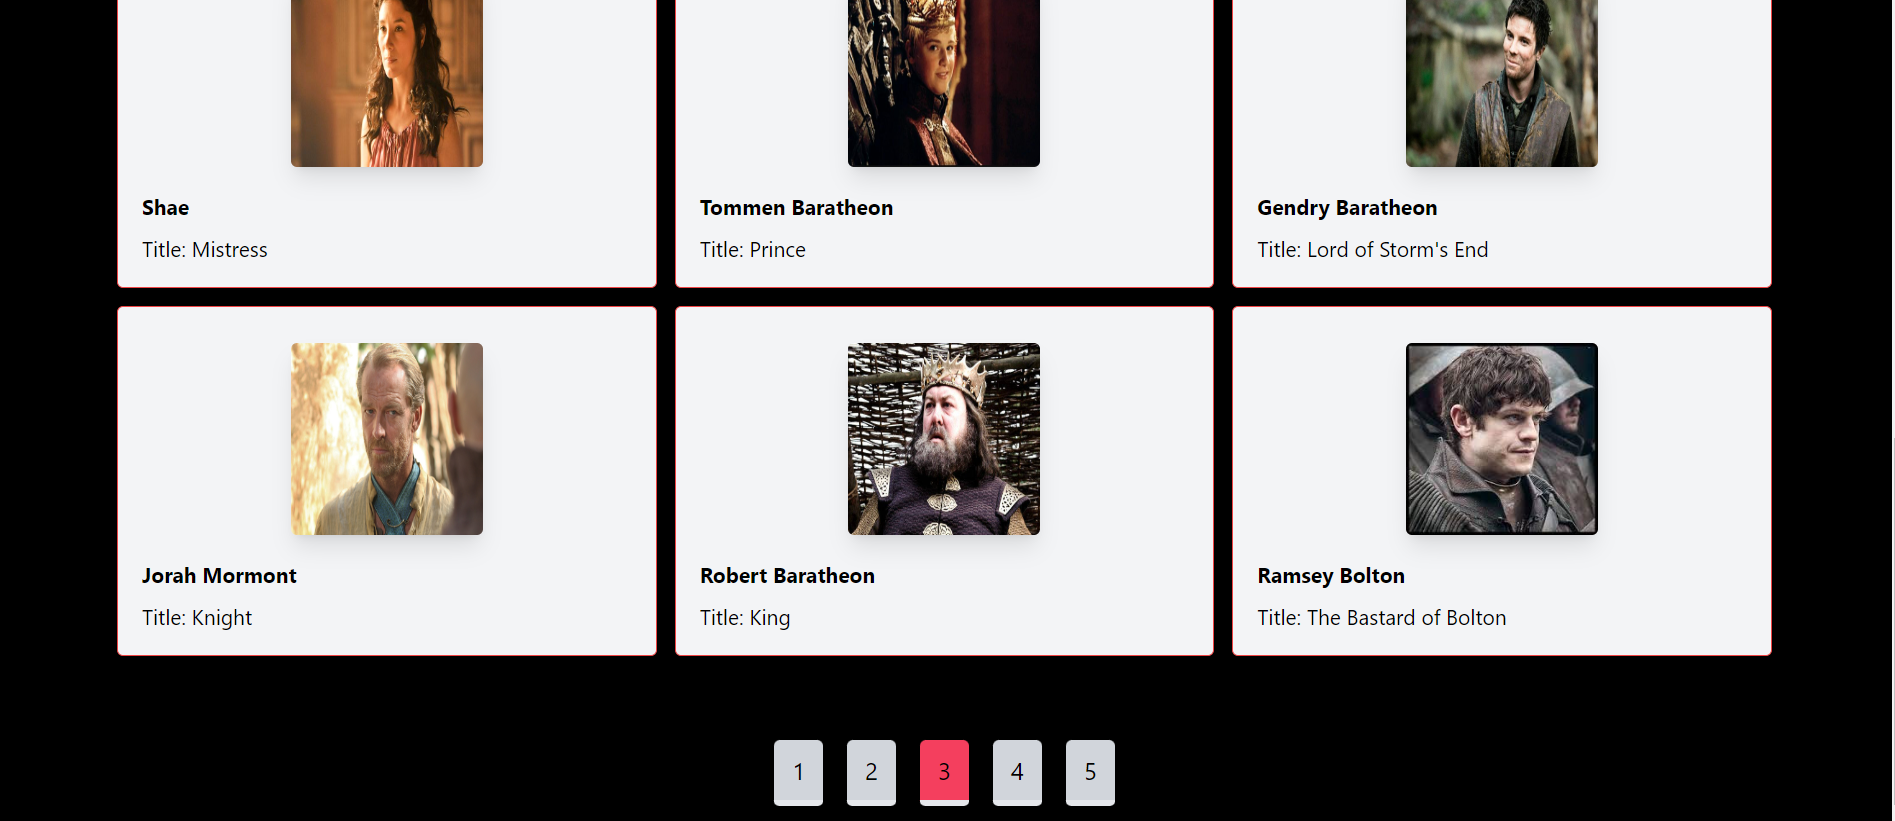 Shae
Title: Mistress
Tommen Baratheon
Title: Prince
Gendry Baratheon
Title: Lord of Storm's End
Jorah Mormont
Title: Knight
Robert Baratheon
Title: King
Ramsey Bolton
Title: The Bastard of Bolton
1 2 3 4 5